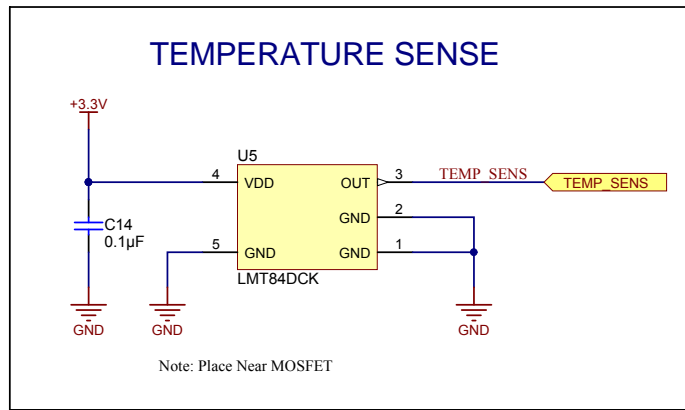 TEMPERATURE SENSE
+3.3V
U5
4 VDD OUT 3 TEMP_SENS TEMP_SENS
GND 2
C14
0.1µF
5 GND GND 1
LMT84DCK
GND GND GND
Note: Place Near MOSFET